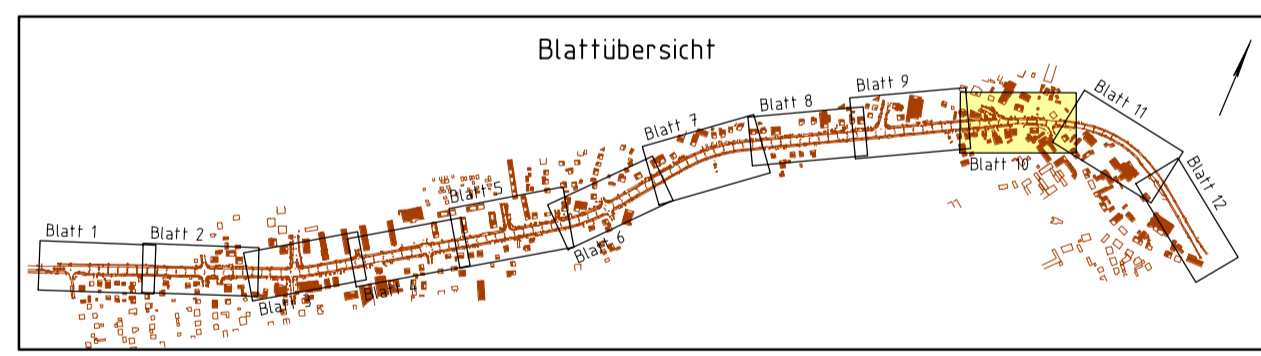 Blattübersicht
Blatt 1
Blatt 2
Blatt 3
Blatt 4
Blatt 5
Blatt 6
Blatt 7
Blatt 8
Blatt 9
Blatt 10
Blatt 11
Blatt 12